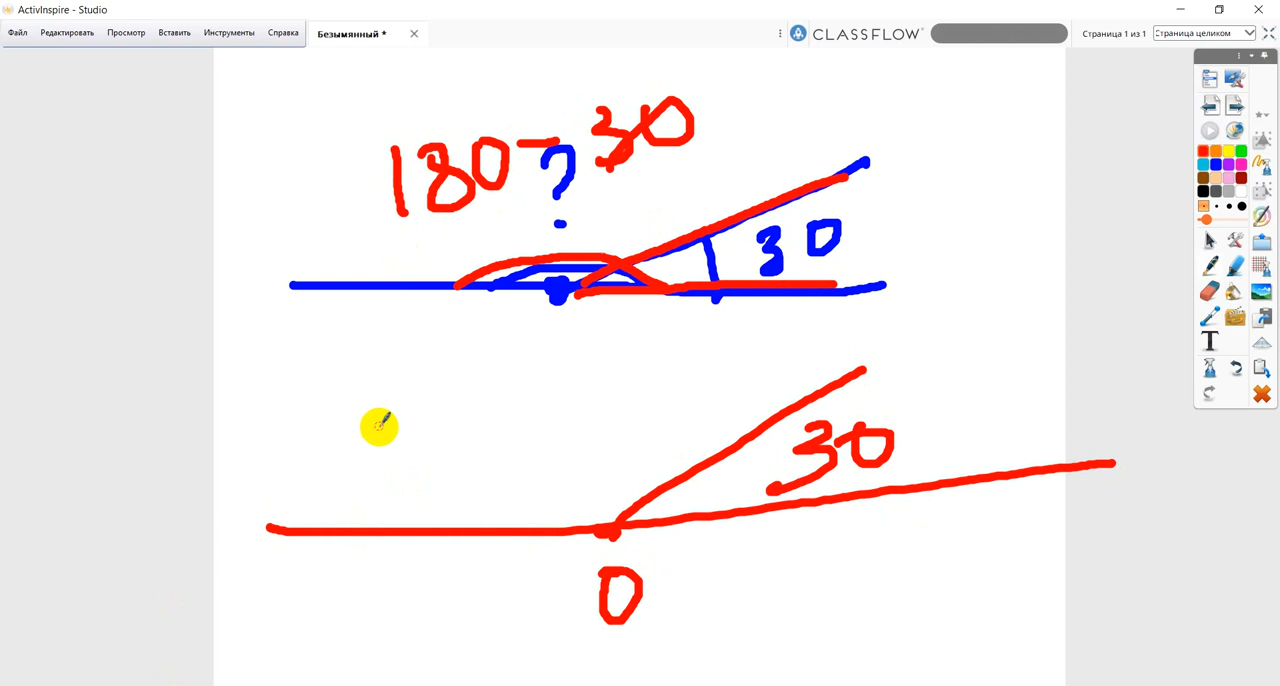 ActivInspire - Studio
Файл Редактировать Просмотр Вставить Инструменты Справка Безымянный * CLASSFLOW Страница 1 из 1 Страница целиком
180 - 30
?
30
30
0
T